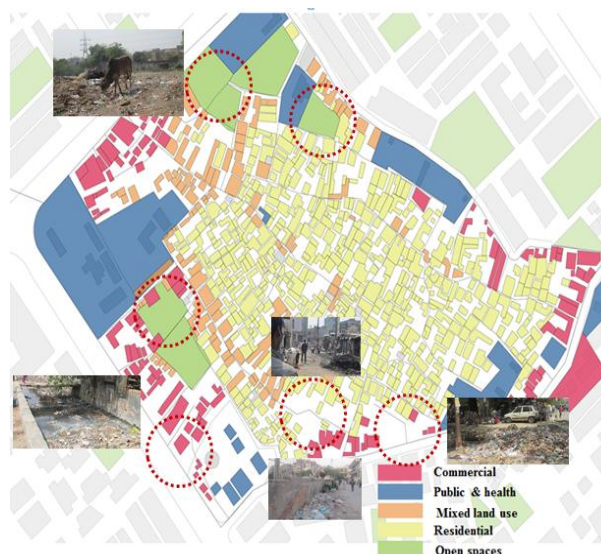 Commercial
Public & health
Mixed land use
Residential
Open spaces